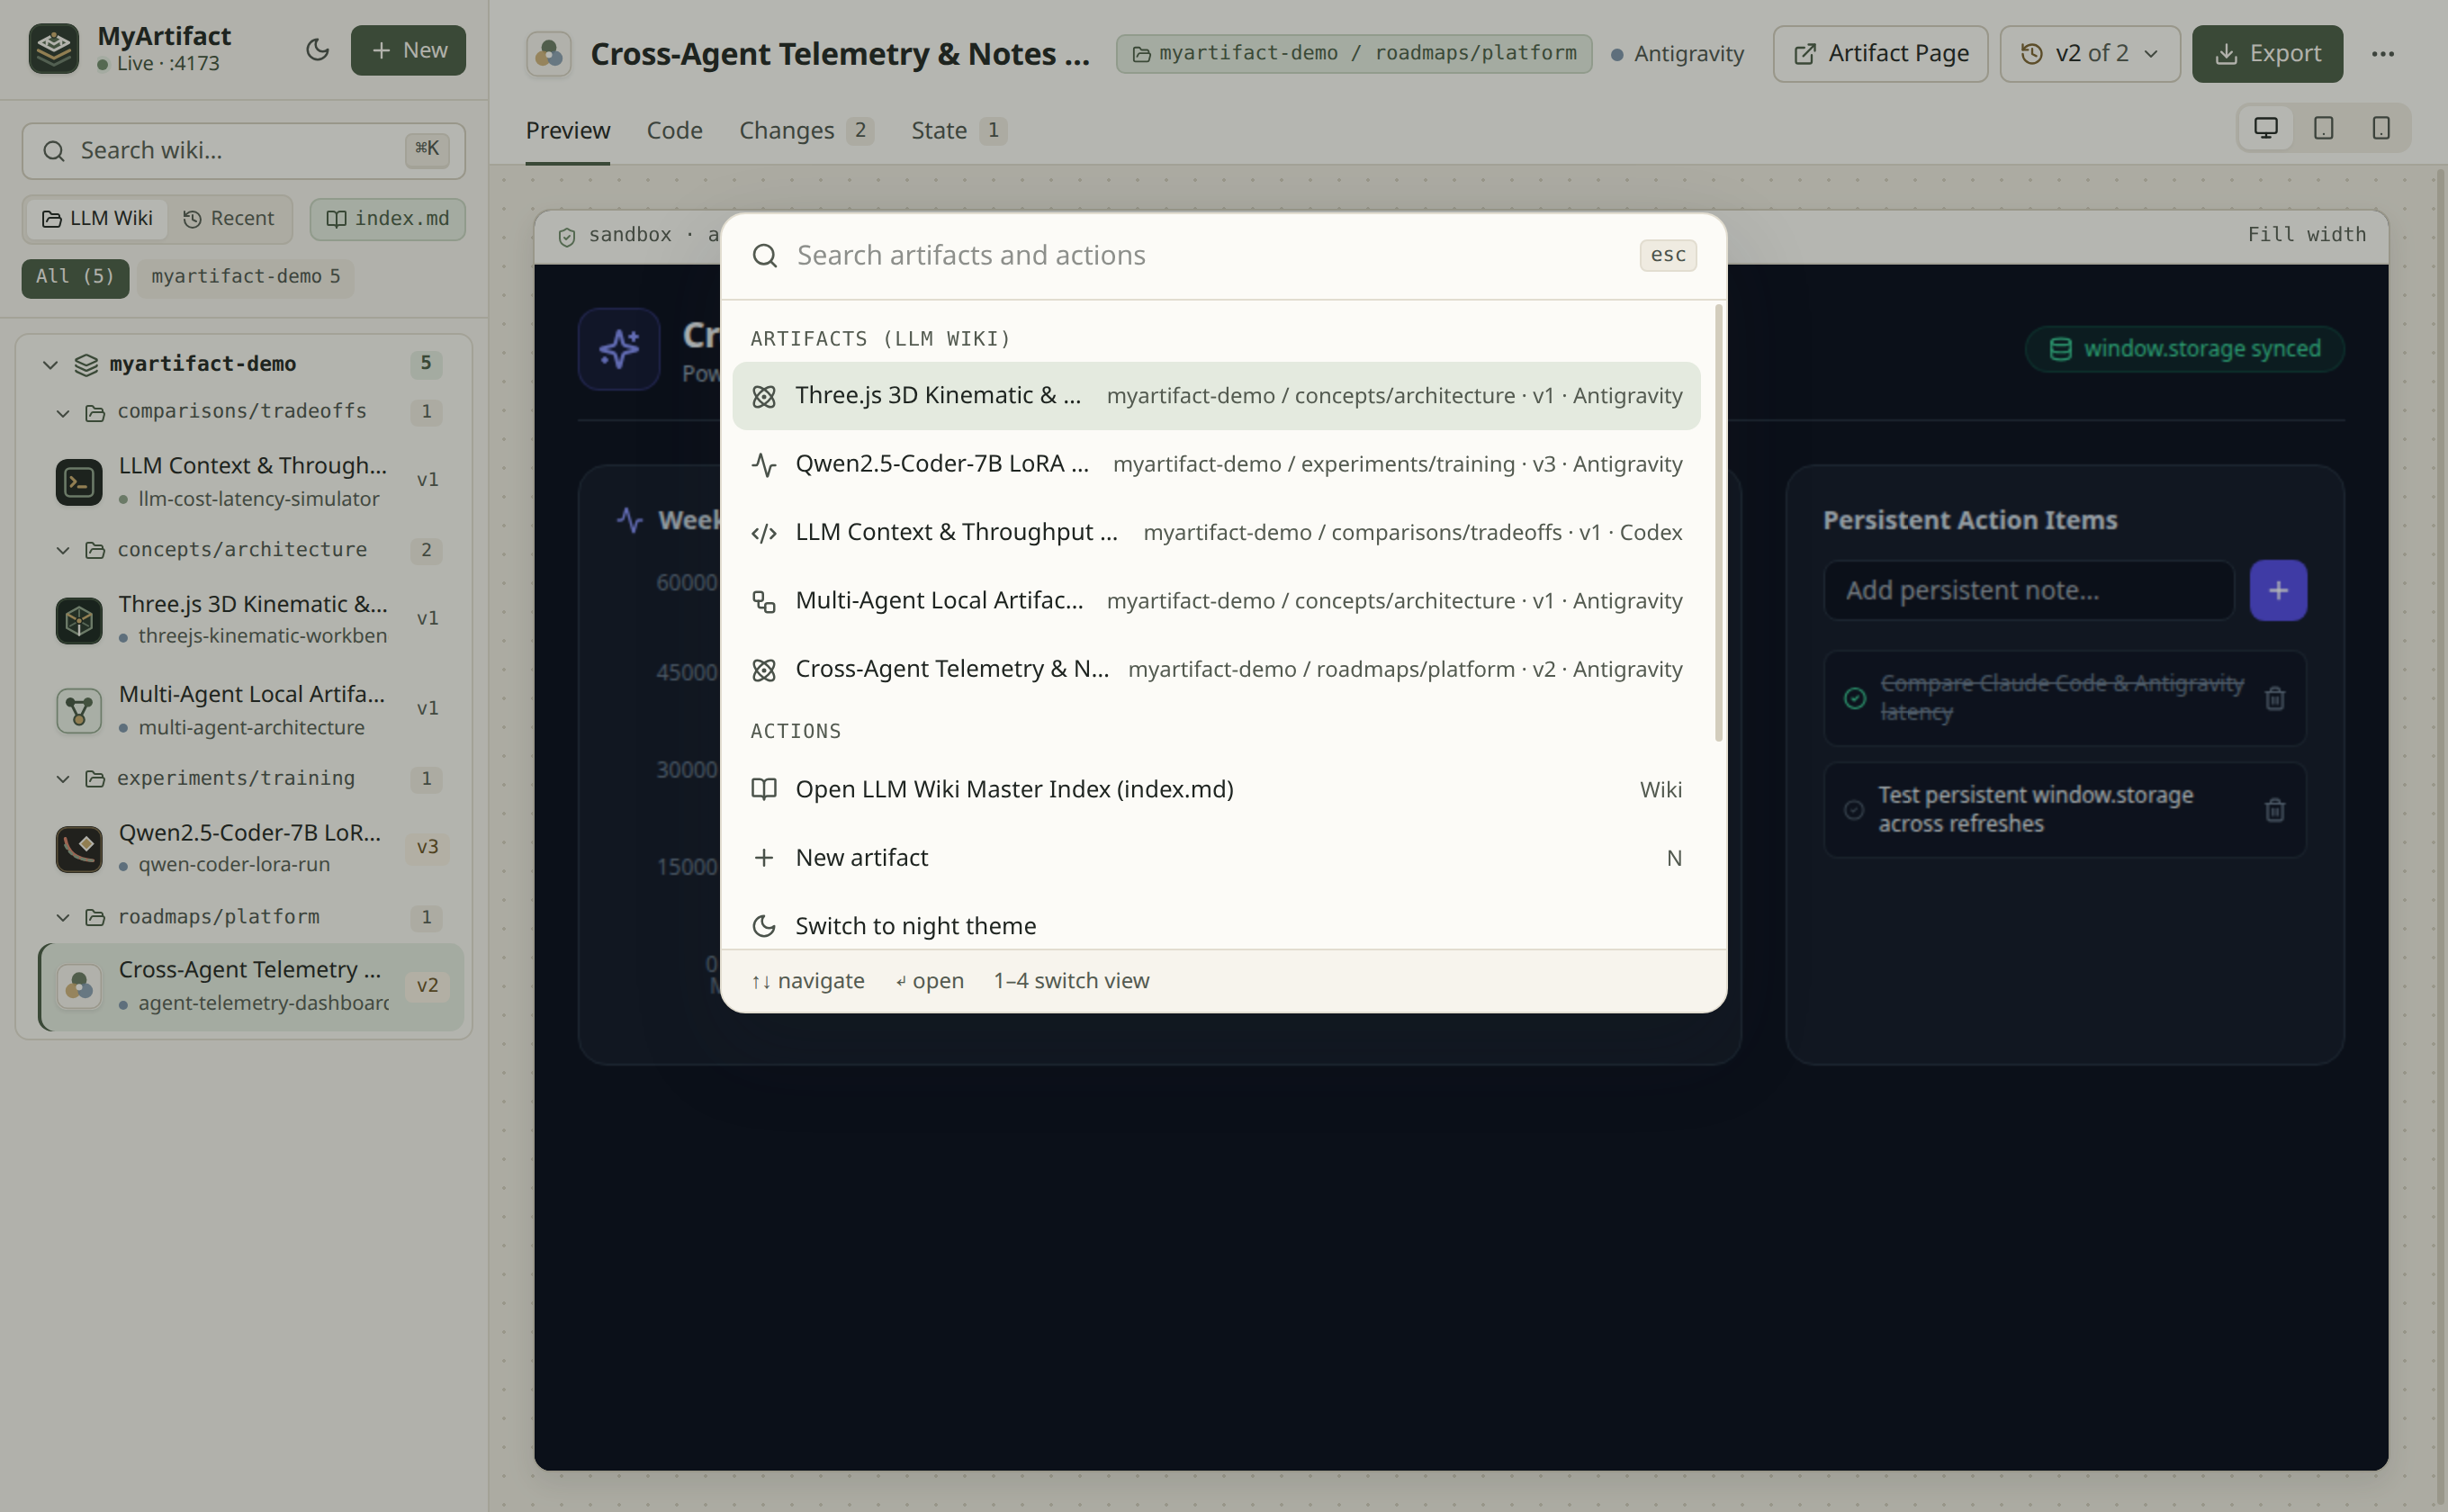 MyArtifact
Live · :4173
New
Search wiki...
⌘K
LLM Wiki
Recent
index.md
All (5)
myartifact-demo 5
myartifact-demo
5
comparisons/tradeoffs
1
LLM Context & Through...
llm-cost-latency-simulator
v1
concepts/architecture
2
Three.js 3D Kinematic &...
threejs-kinematic-workben
v1
Multi-Agent Local Artifa...
multi-agent-architecture
v1
experiments/training
1
Qwen2.5-Coder-7B LoR...
qwen-coder-lora-run
v3
roadmaps/platform
1
Cross-Agent Telemetry ...
agent-telemetry-dashboard
v2
Cross-Agent Telemetry & Notes ...
myartifact-demo / roadmaps/platform
Antigravity
Artifact Page
v2 of 2
Export
Preview
Code
Changes 2
State 1
sandbox · a
Fill width
Cr
Pow
window.storage synced
Week
60000
45000
30000
15000
0
Persistent Action Items
Add persistent note...
Compare Claude Code & Antigravity
latency
Test persistent window.storage
across refreshes
Search artifacts and actions
esc
ARTIFACTS (LLM WIKI)
Three.js 3D Kinematic & ... myartifact-demo / concepts/architecture · v1 · Antigravity
Qwen2.5-Coder-7B LoRA ... myartifact-demo / experiments/training · v3 · Antigravity
LLM Context & Throughput ... myartifact-demo / comparisons/tradeoffs · v1 · Codex
Multi-Agent Local Artifac... myartifact-demo / concepts/architecture · v1 · Antigravity
Cross-Agent Telemetry & N... myartifact-demo / roadmaps/platform · v2 · Antigravity
ACTIONS
Open LLM Wiki Master Index (index.md) Wiki
New artifact N
Switch to night theme
↑↓ navigate ↲ open 1–4 switch view